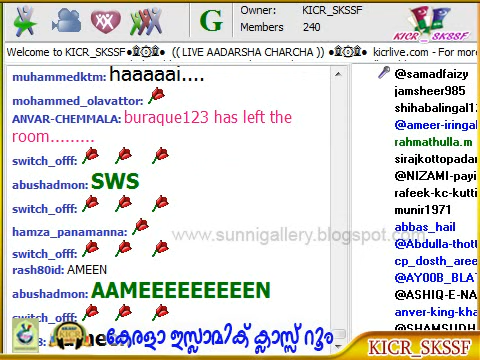 Owner: KICR_SKSSF
Members 240
G
KICR_SKSSF
Welcome to KICR_SKSSF●۩۞۩● (( LIVE AADARSHA CHARCHA )) ●۩۞۩● kicrlive.com - For more
muhammedktm: haaaaai....
mohammed_olavattor:
ANVAR-CHEMMALA: buraque123 has left the
room.........
switch_offf:
abushadmon: SWS
switch_offf:
hamza_panamanna:
switch_offf:
rash80id: AMEEN
abushadmon: AAMEEEEEEEEEN
switch_offf:
@samadfaizy
jamsheer985
shihabalingal1
@ameer-iringal
rahmathulla.m
sirajkottopadar
@NIZAMI-payi
rafeek-kc-kutti
munir1971
abbas_hail
@Abdulla-thott
cp_dosth_aree
@AYOOB_BLAT
@ASHIQ-E-NA
anver-king-kha
@SHAMSUDH
www.sunnigallery.blogspot.com
KICR
കേരളാ ഇസ്ലാമിക് ക്ലാസ്സ് റൂം
KICR_SKSSF